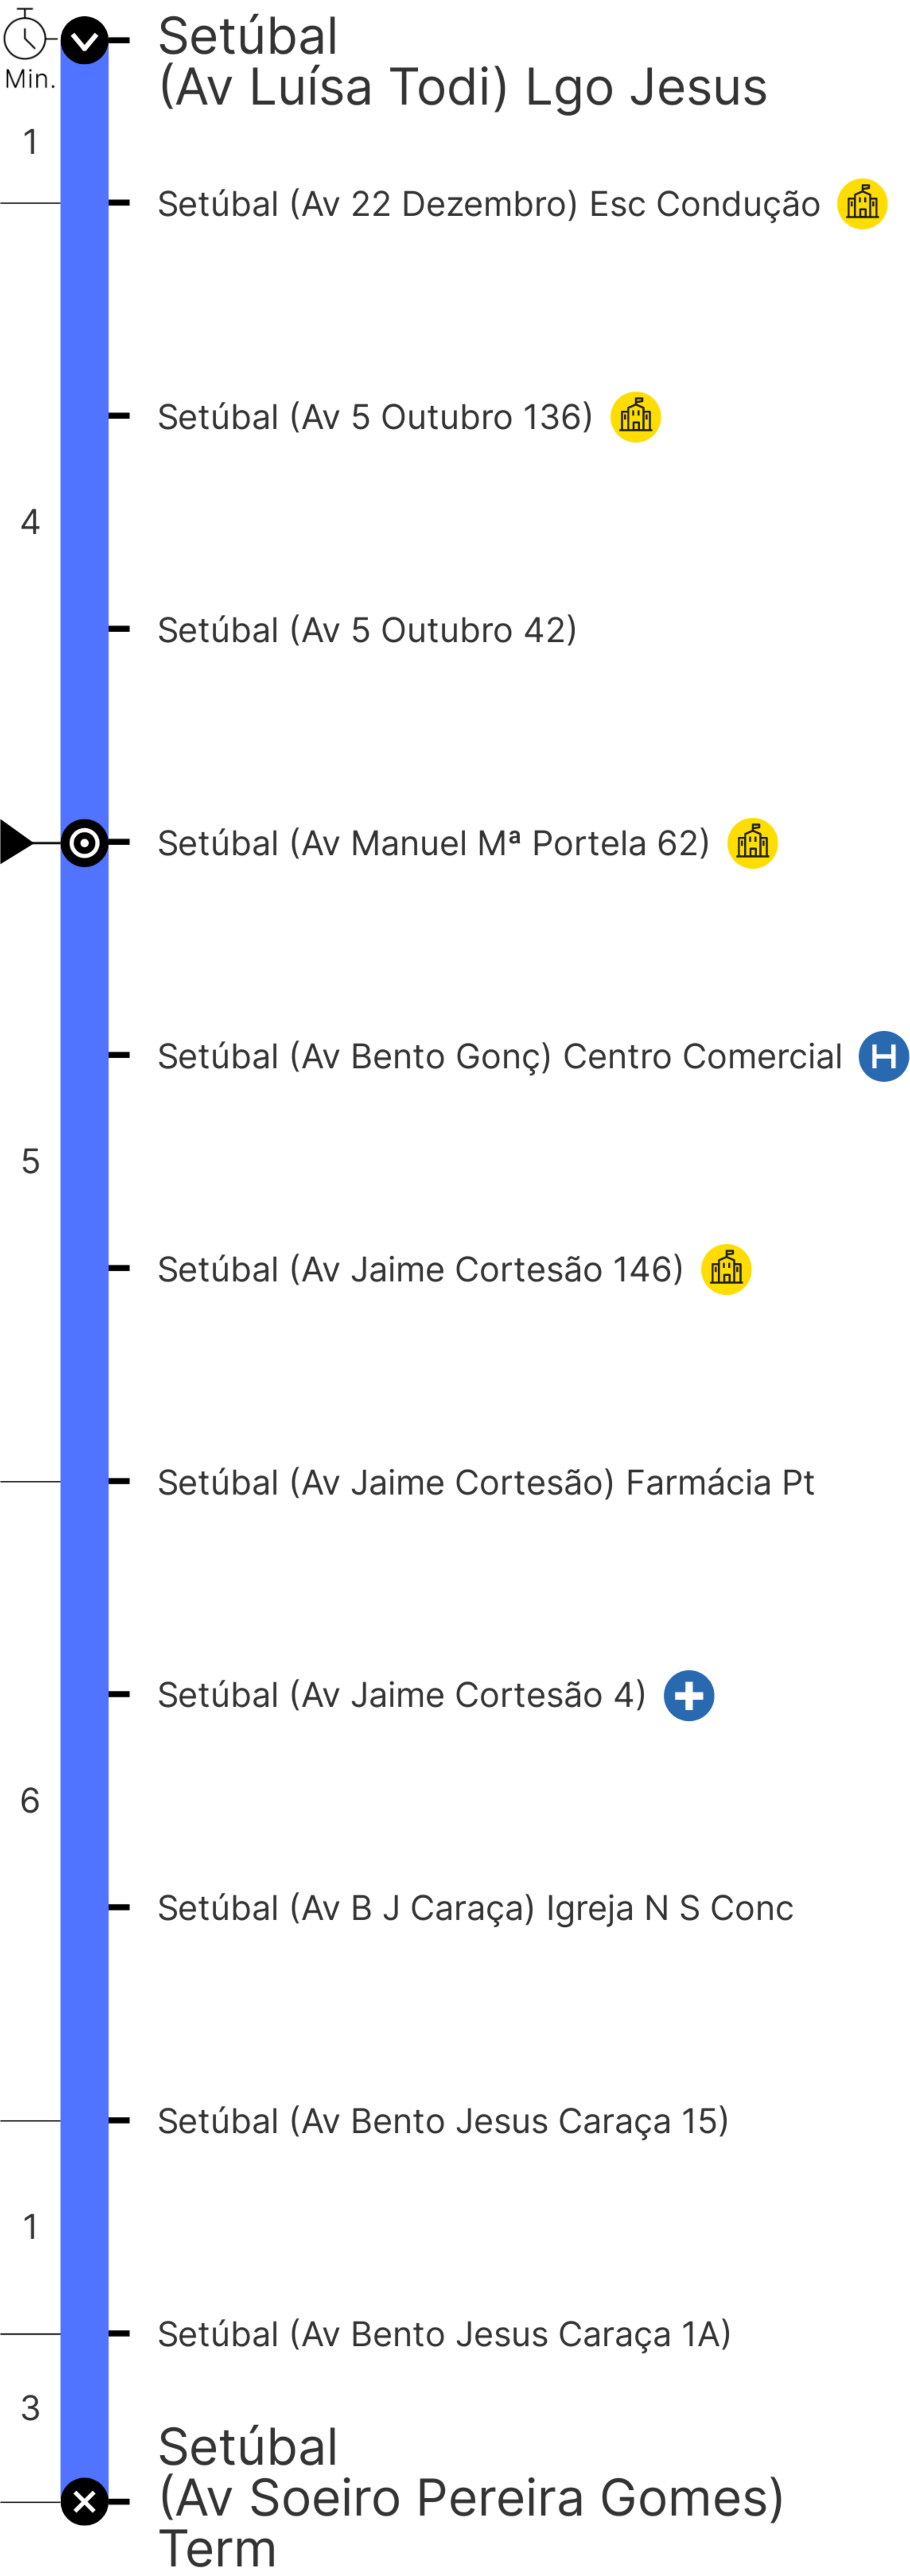 Setúbal
(Av Luísa Todi) Lgo Jesus
Min.
1
Setúbal (Av 22 Dezembro) Esc Condução
Setúbal (Av 5 Outubro 136)
4
Setúbal (Av 5 Outubro 42)
Setúbal (Av Manuel Mª Portela 62)
Setúbal (Av Bento Gonç) Centro Comercial H
5
Setúbal (Av Jaime Cortesão 146)
Setúbal (Av Jaime Cortesão) Farmácia Pt
Setúbal (Av Jaime Cortesão 4)
6
Setúbal (Av B J Caraça) Igreja N S Conc
Setúbal (Av Bento Jesus Caraça 15)
1
Setúbal (Av Bento Jesus Caraça 1A)
3
Setúbal
(Av Soeiro Pereira Gomes)
Term